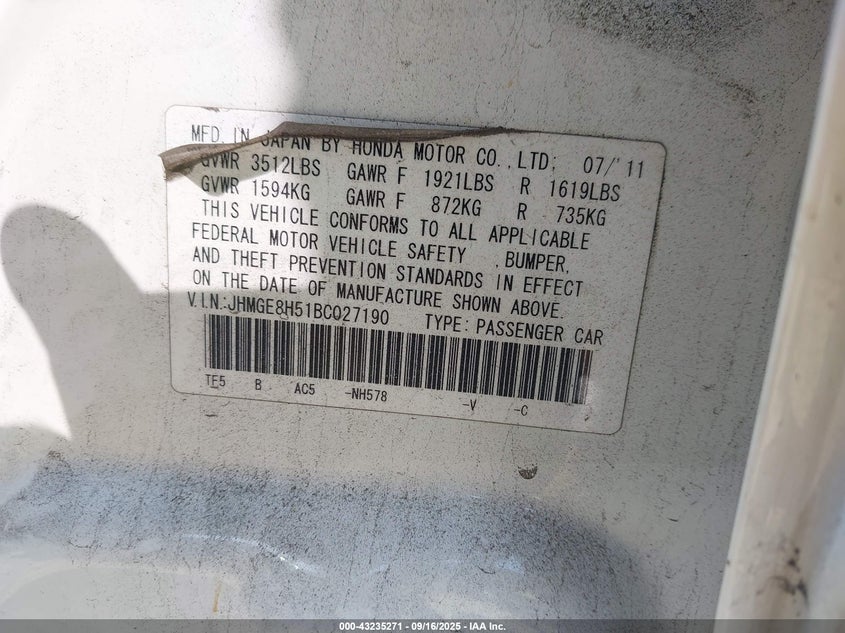 MFD. IN JAPAN BY HONDA MOTOR CO.,LTD; 07/'11
GVWR 3512LBS GAWR F 1921LBS R 1619LBS
GVWR 1594KG GAWR F 872KG R 735KG
THIS VEHICLE CONFORMS TO ALL APPLICABLE
FEDERAL MOTOR VEHICLE SAFETY ,BUMPER,
AND THEFT PREVENTION STANDARDS IN EFFECT
ON THE DATE OF MANUFACTURE SHOWN ABOVE.
V.I.N.:JHMGE8H51BC027190 TYPE: PASSENGER CAR
TF5 B AC5 -NH578 -V -C
000-43235271 - 09/16/2025 - IAA Inc.